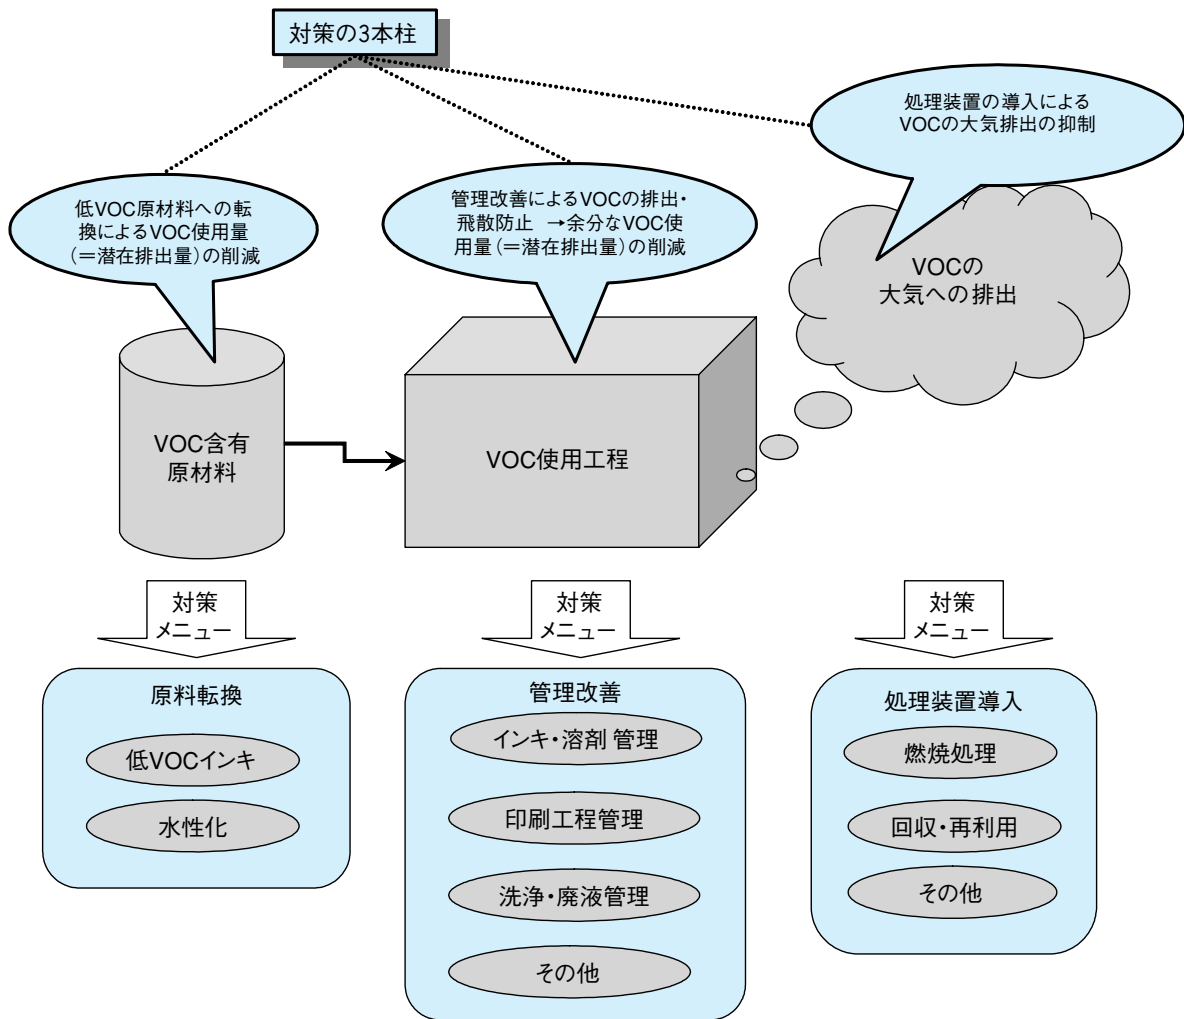 対策の3本柱
処理装置の導入による
VOCの大気排出の抑制
低VOC原材料への転
換によるVOC使用量
(=潜在排出量)の削減
管理改善によるVOCの排出・
飛散防止 →余分なVOC使
用量(=潜在排出量)の削減
VOCの
大気への排出
VOC含有
原材料
VOC使用工程
対策
メニュー
対策
メニュー
対策
メニュー
原料転換
低VOCインキ
水性化
管理改善
インキ・溶剤 管理
印刷工程管理
洗浄・廃液管理
その他
処理装置導入
燃焼処理
回収・再利用
その他